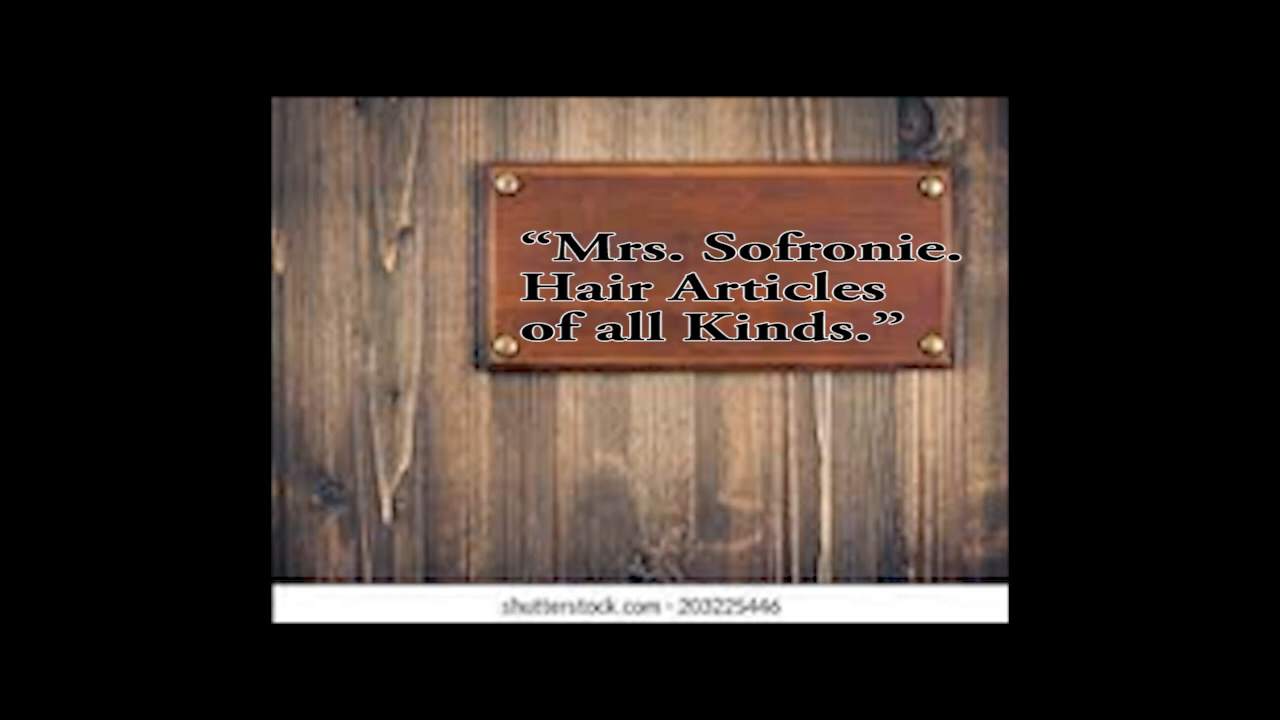 “Mrs. Sofronie.
Hair Articles
of all Kinds.”
shutterstock.com · 203225446